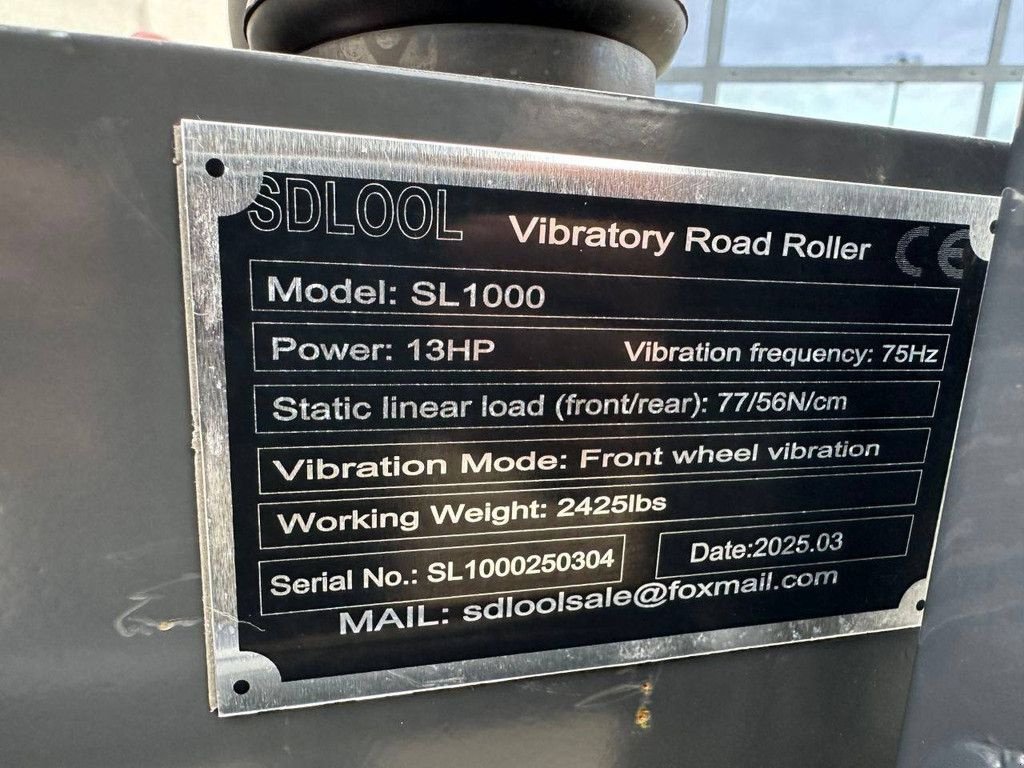 SDLOOL Vibratory Road Roller CE
Model: SL1000
Power: 13HP Vibration frequency: 75Hz
Static linear load (front/rear): 77/56N/cm
Vibration Mode: Front wheel vibration
Working Weight: 2425lbs
Serial No.: SL1000250304 Date:2025.03
MAIL: sdloolsale@foxmail.com